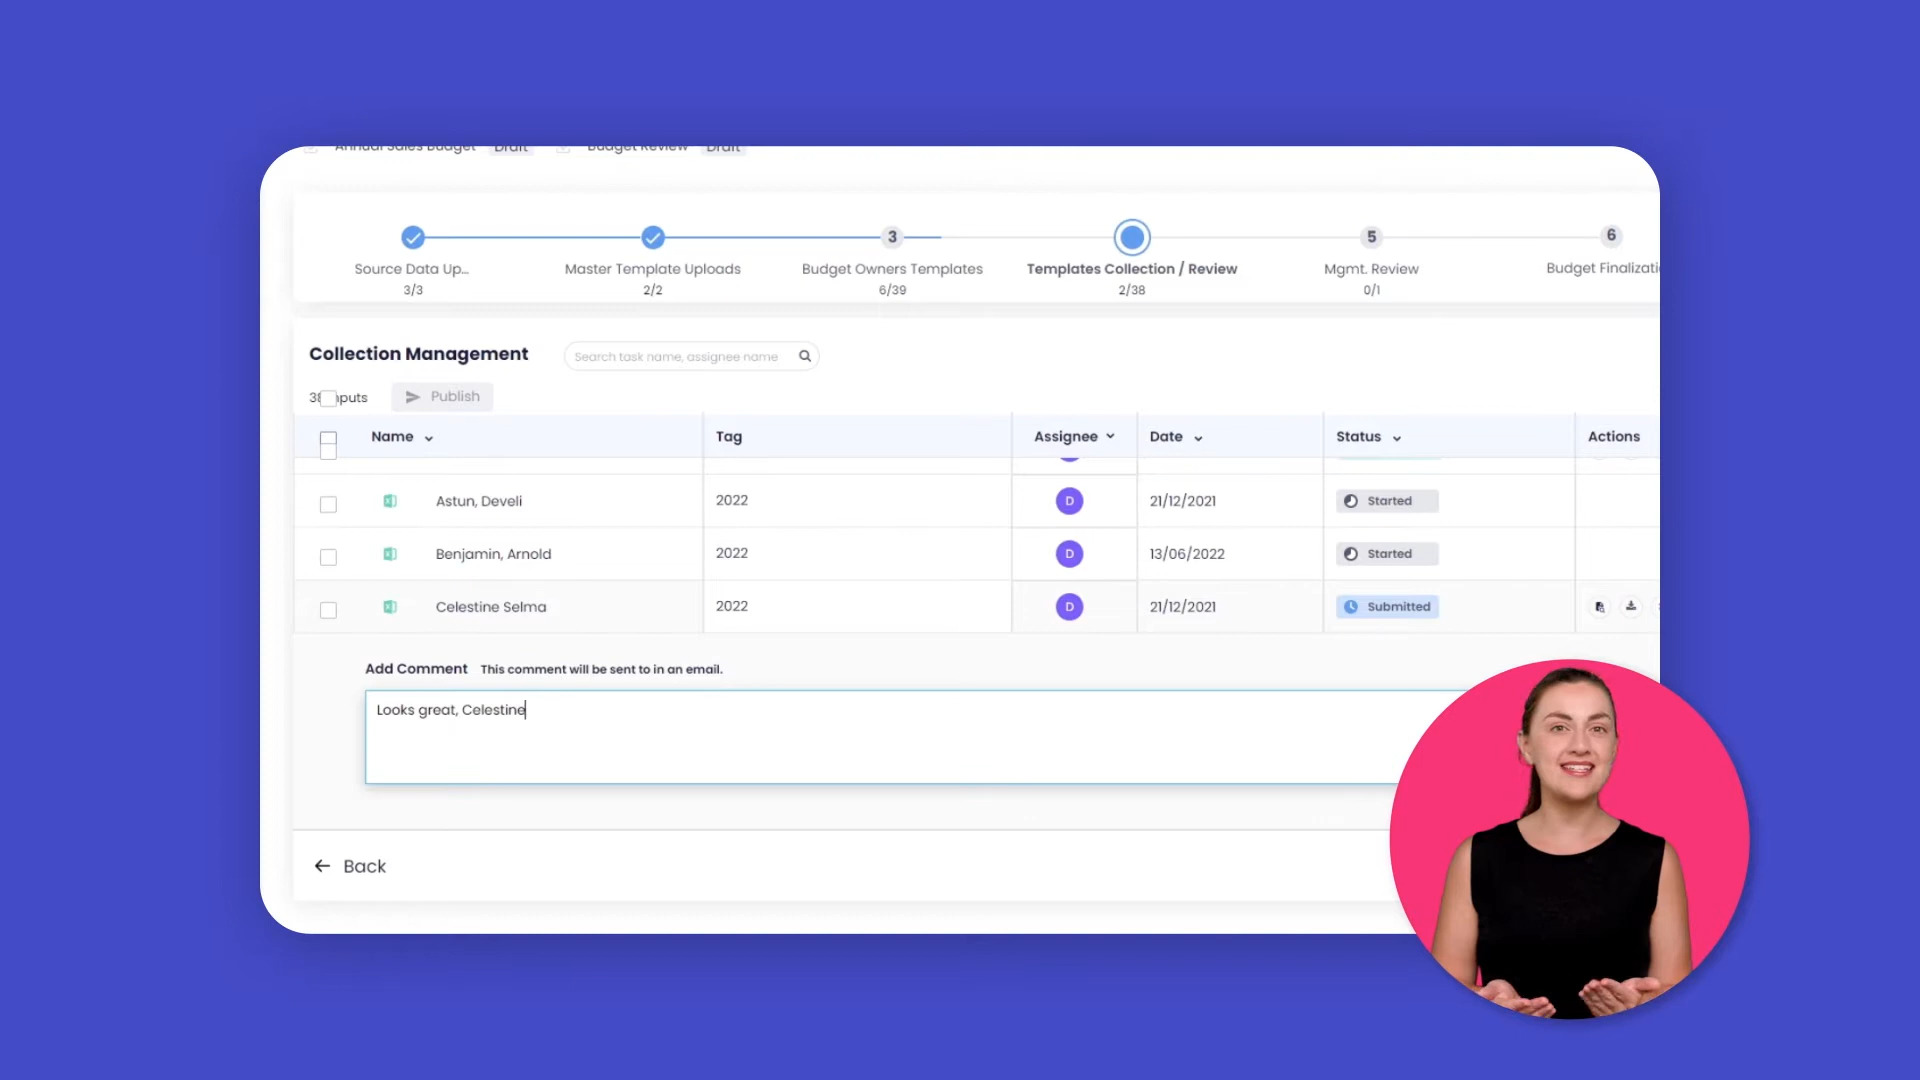 Annual Sales Budget Draft Budget Review Draft
3 5 6
Source Data Up... Master Template Uploads Budget Owners Templates Templates Collection / Review Mgmt. Review Budget Finalizati
3/3 2/2 6/39 2/38 0/1
Collection Management Search task name, assignee name
Publish
Name Tag Assignee Date Status Actions
Astun, Develi 2022 D 21/12/2021 Started
Benjamin, Arnold 2022 D 13/06/2022 Started
Celestine Selma 2022 D 21/12/2021 Submitted
Add Comment This comment will be sent to in an email.
Looks great, Celestine
Back